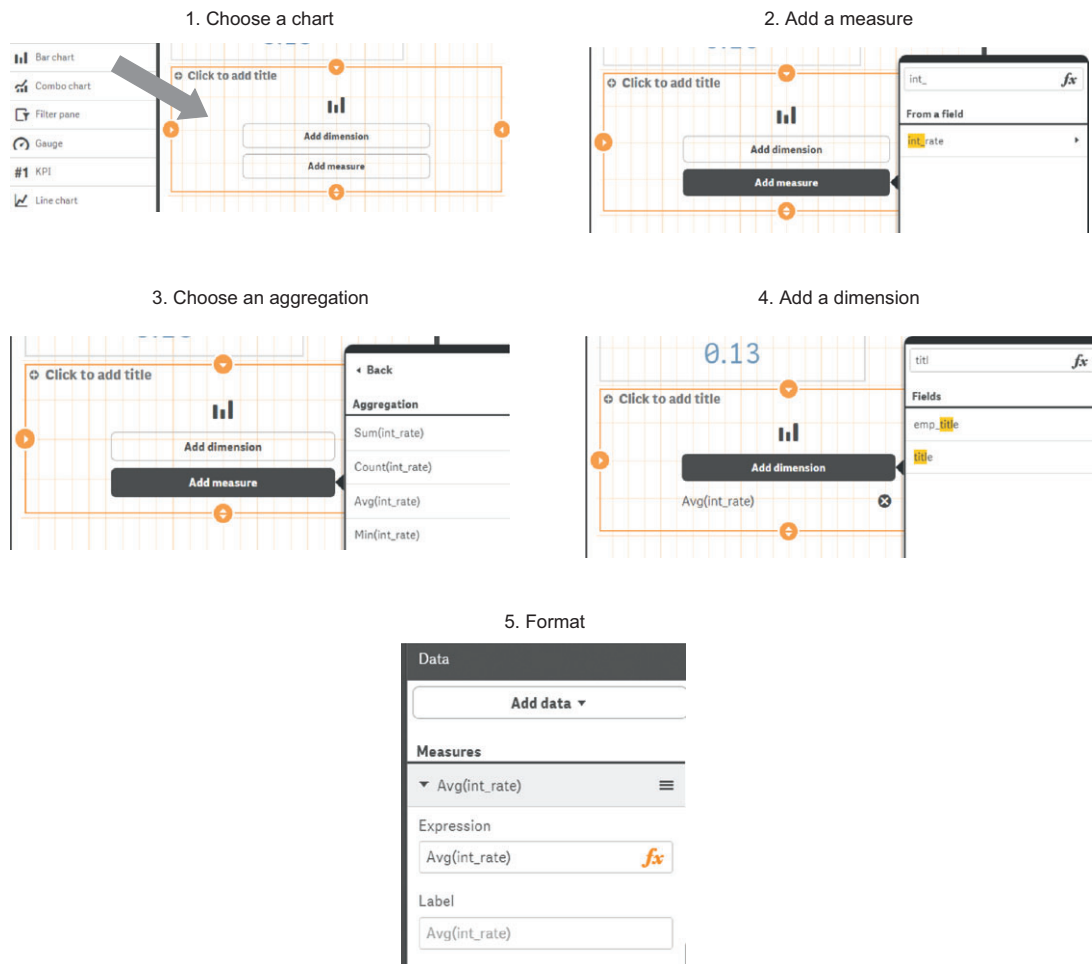 1. Choose a chart
Bar chart
Combo chart
Filter pane
Gauge
#1 KPI
Line chart
Click to add title
Add dimension
Add measure
2. Add a measure
Click to add title
Add dimension
Add measure
int_
fx
From a field
int_rate
3. Choose an aggregation
Click to add title
Add dimension
Add measure
Back
Aggregation
Sum(int_rate)
Count(int_rate)
Avg(int_rate)
Min(int_rate)
4. Add a dimension
0.13
Click to add title
Add dimension
Avg(int_rate)
titl
fx
Fields
emp_title
title
5. Format
Data
Add data
Measures
Avg(int_rate)
Expression
Avg(int_rate)
fx
Label
Avg(int_rate)